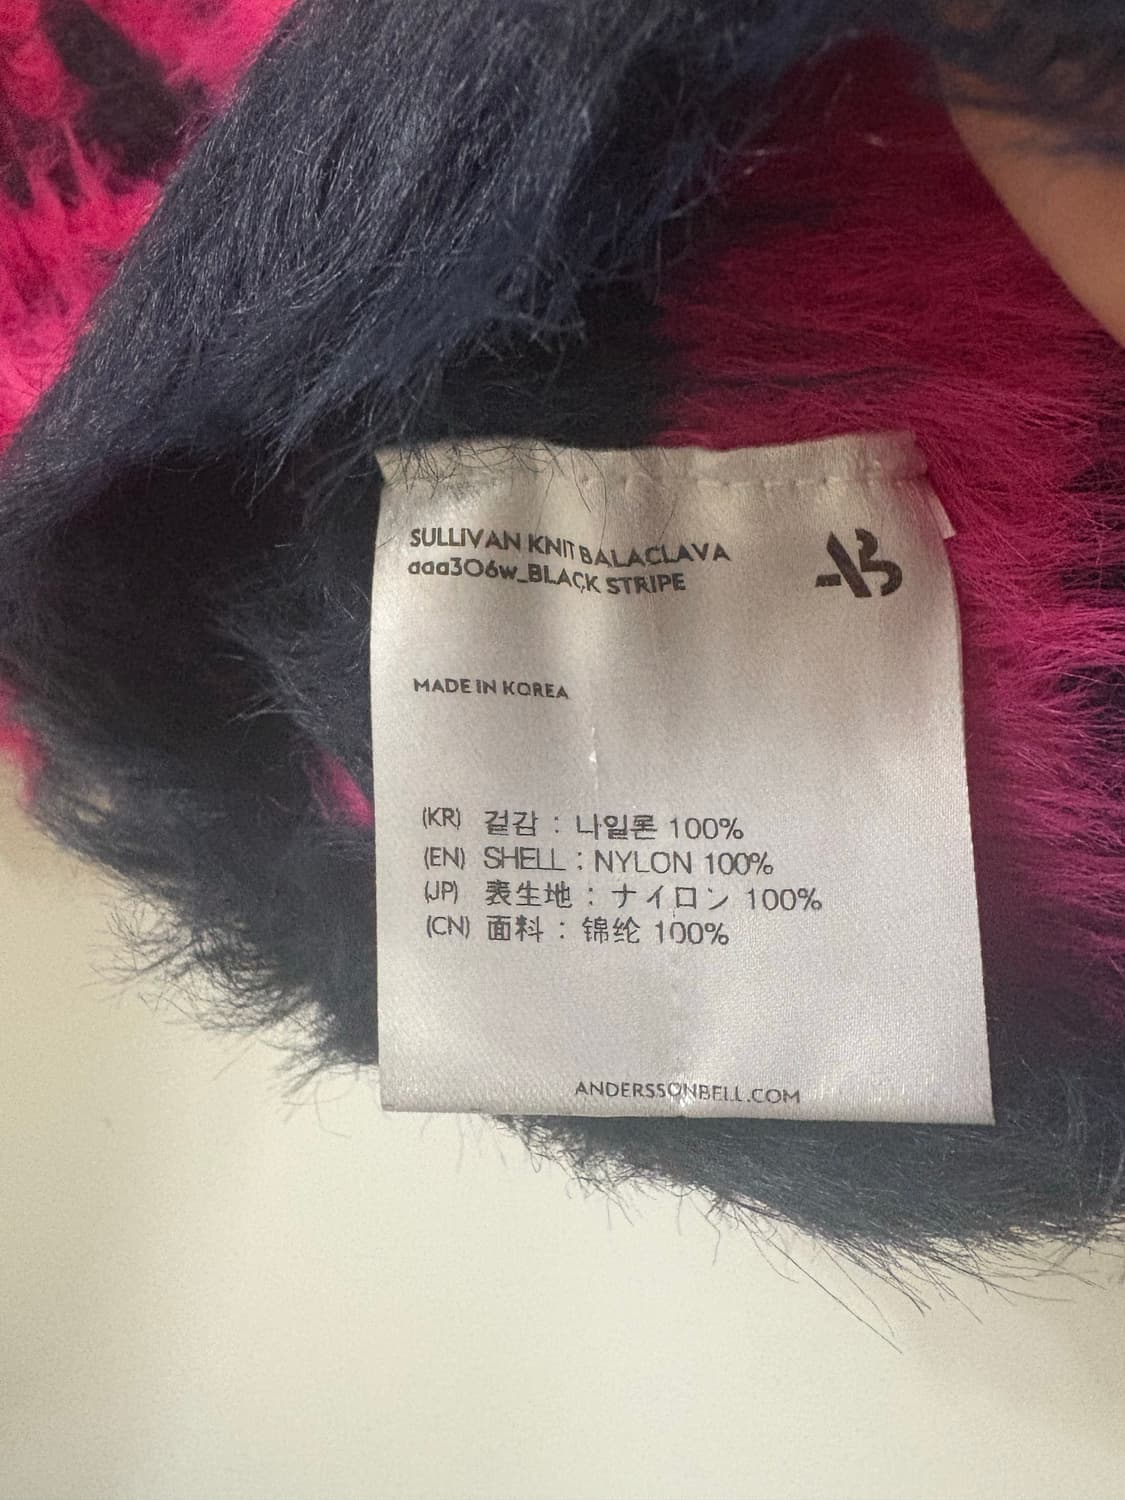 SULLIVAN KNIT BALACLAVA
aaa306w_BLACK STRIPE
AB
MADE IN KOREA
(KR) 겉감 : 나일론 100%
(EN) SHELL : NYLON 100%
(JP) 表生地 : ナイロン 100%
(CN) 面料 : 锦纶 100%
ANDERSSONBELL.COM